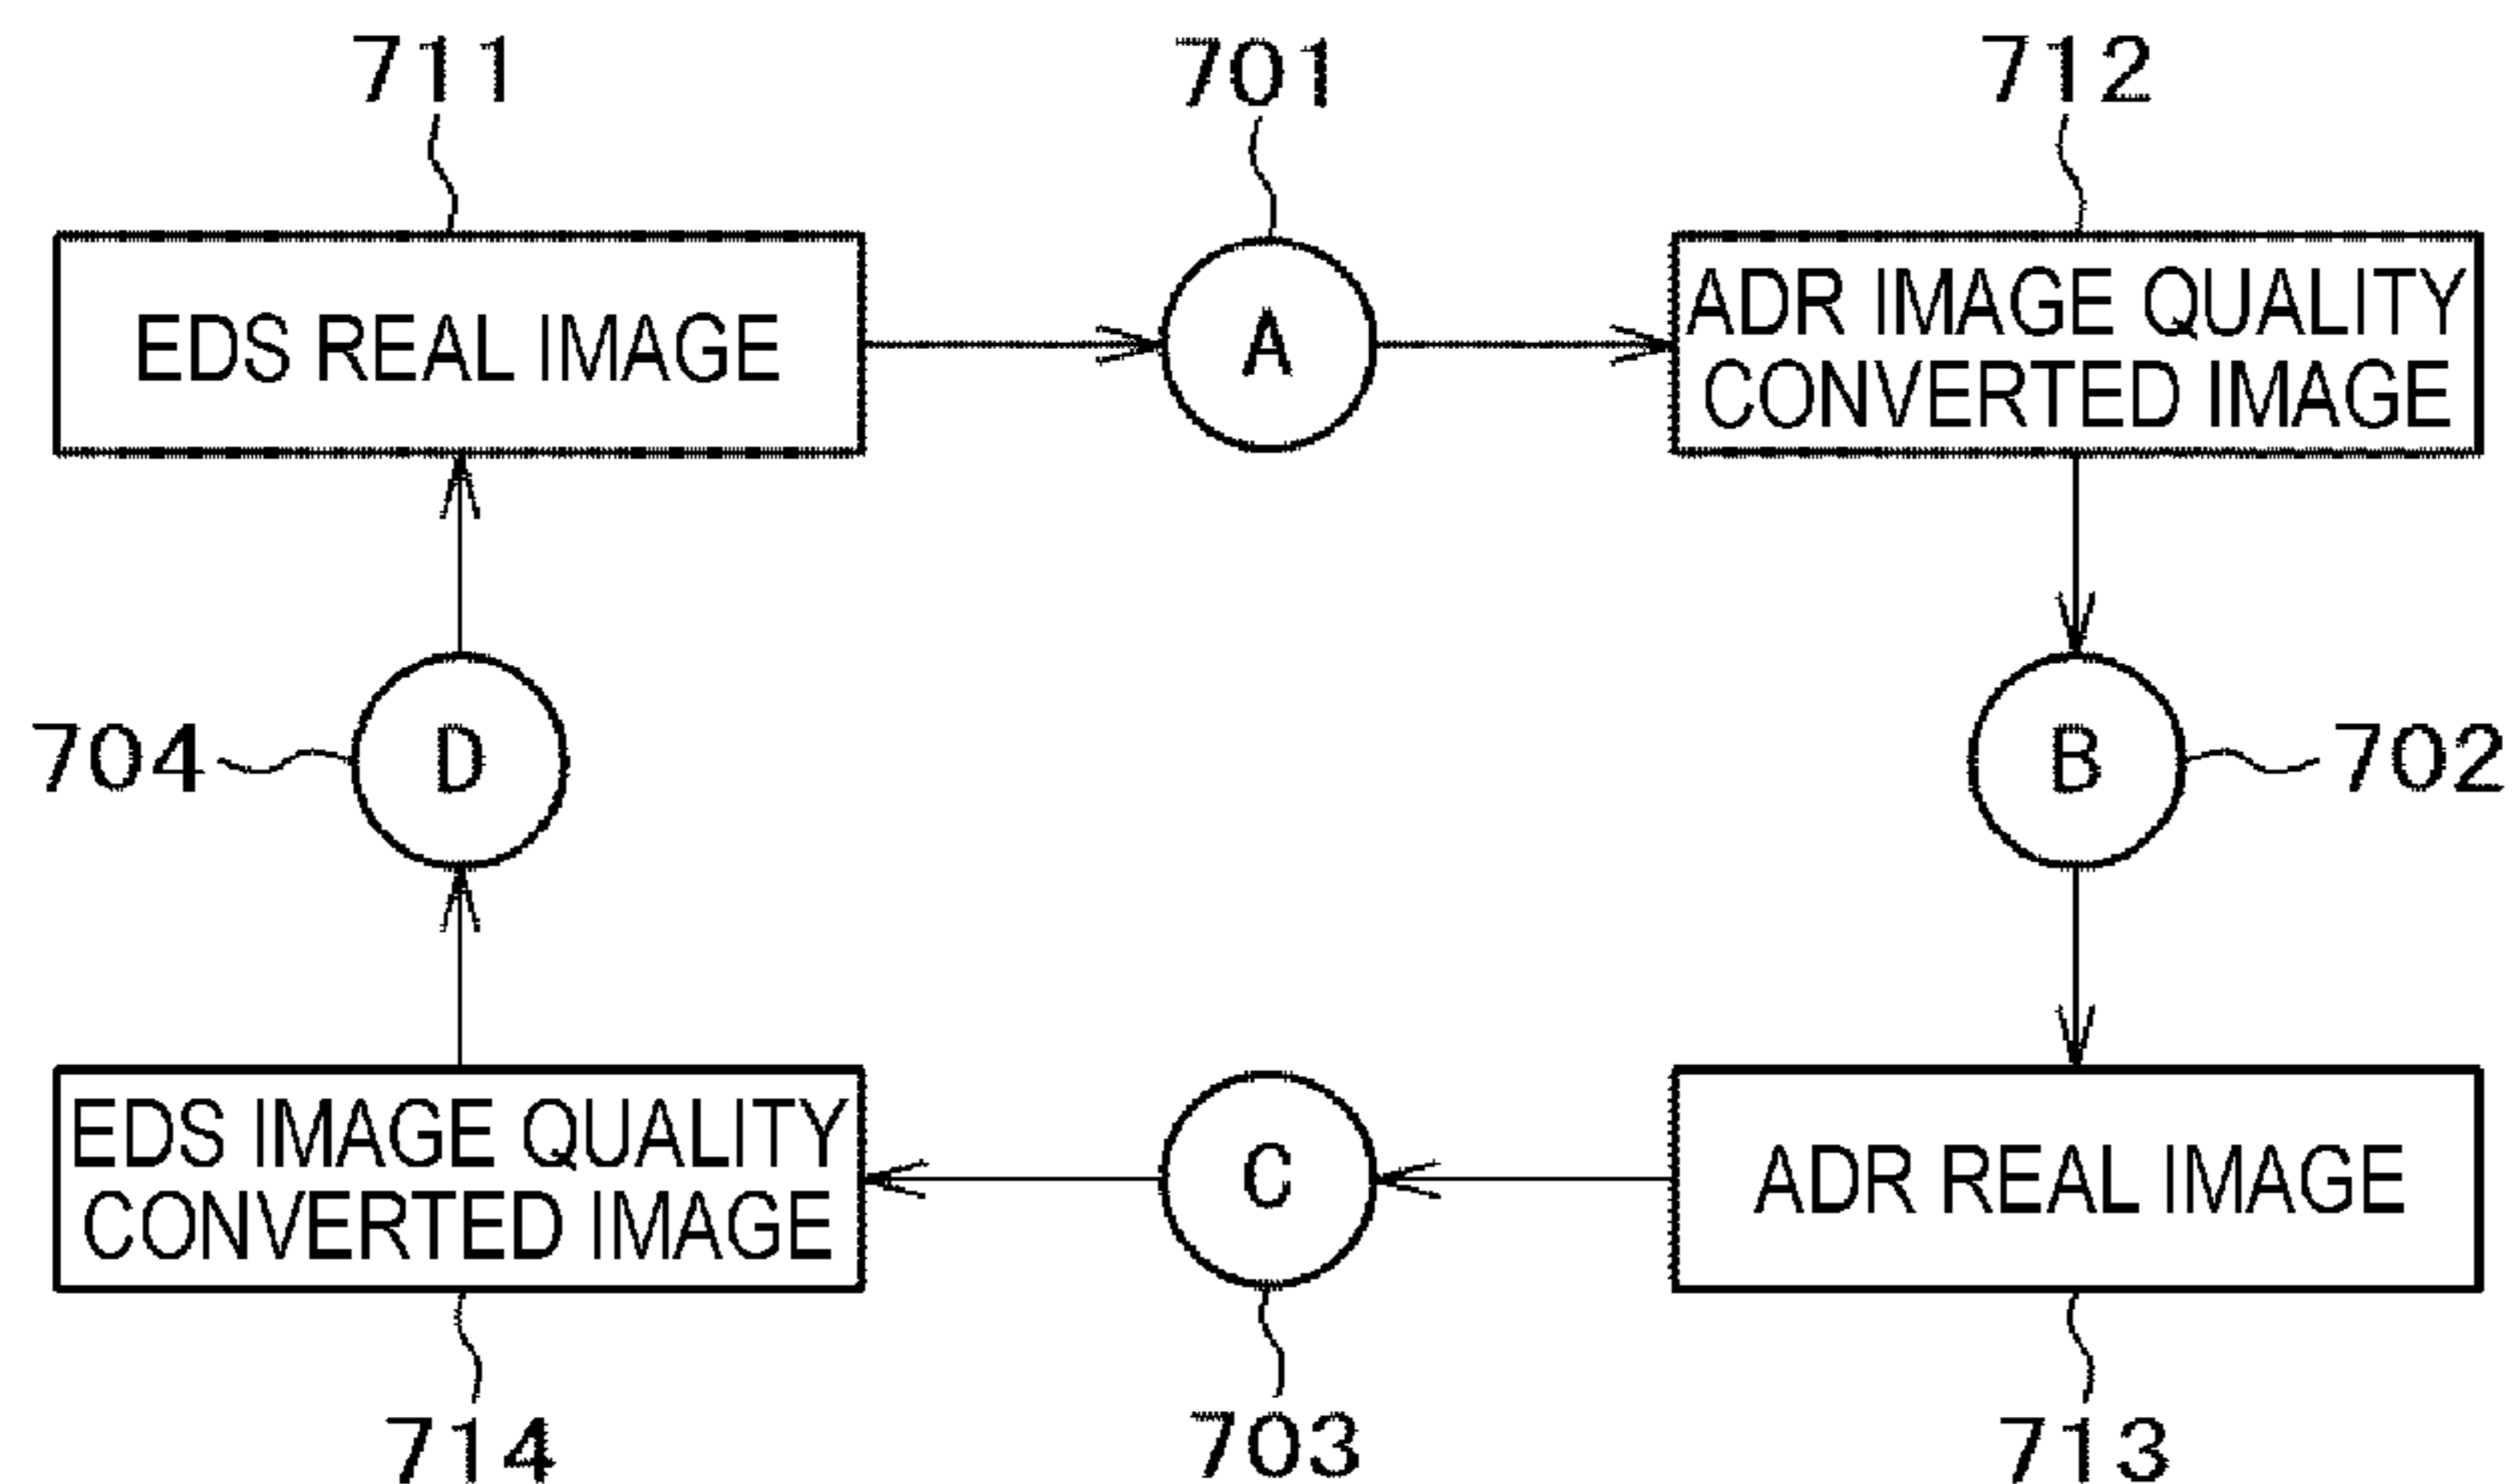 711
701
712
EDS REAL IMAGE
A
ADR IMAGE QUALITY
CONVERTED IMAGE
704
D
B
702
EDS IMAGE QUALITY
CONVERTED IMAGE
C
ADR REAL IMAGE
714
703
713